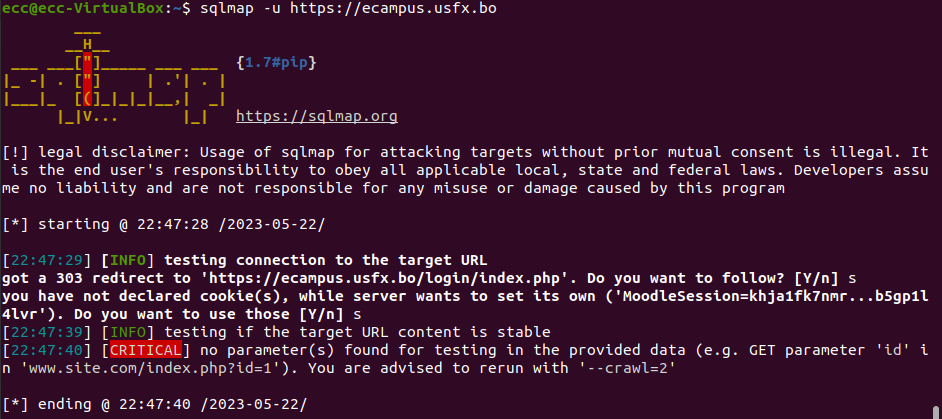 ecc@ecc-VirtualBox:~$ sqlmap -u https://ecampus.usfx.bo
        ___
       __H__
 ___ ___["]_____ ___ ___  {1.7#pip}
|_ -| . ["]     | .'| . |
|___|_  [(]_|_|_|__,|  _|
      |_|V...       |_|   https://sqlmap.org
[!] legal disclaimer: Usage of sqlmap for attacking targets without prior mutual consent is illegal. It
 is the end user's responsibility to obey all applicable local, state and federal laws. Developers assu
me no liability and are not responsible for any misuse or damage caused by this program
[*] starting @ 22:47:28 /2023-05-22/
[22:47:29] [INFO] testing connection to the target URL
got a 303 redirect to 'https://ecampus.usfx.bo/login/index.php'. Do you want to follow? [Y/n] s
you have not declared cookie(s), while server wants to set its own ('MoodleSession=khja1fk7nmr...b5gp1l
4lvr'). Do you want to use those [Y/n] s
[22:47:39] [INFO] testing if the target URL content is stable
[22:47:40] [CRITICAL] no parameter(s) found for testing in the provided data (e.g. GET parameter 'id' i
n 'www.site.com/index.php?id=1'). You are advised to rerun with '--crawl=2'
[*] ending @ 22:47:40 /2023-05-22/